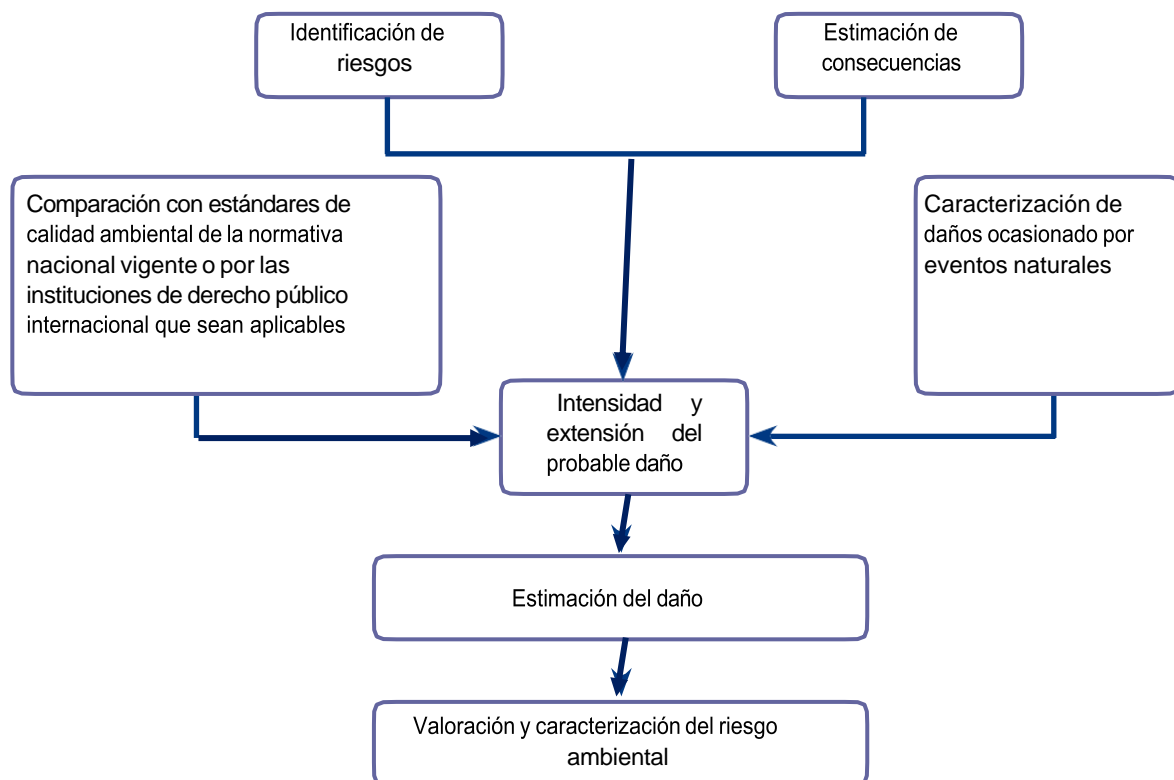 Identificación de
riesgos
Estimación de
consecuencias
Comparación con estándares de
calidad ambiental de la normativa
nacional vigente o por las
instituciones de derecho público
internacional que sean aplicables
Caracterización de
daños ocasionado por
eventos naturales
Intensidad y
extensión del
probable daño
Estimación del daño
Valoración y caracterización del riesgo
ambiental